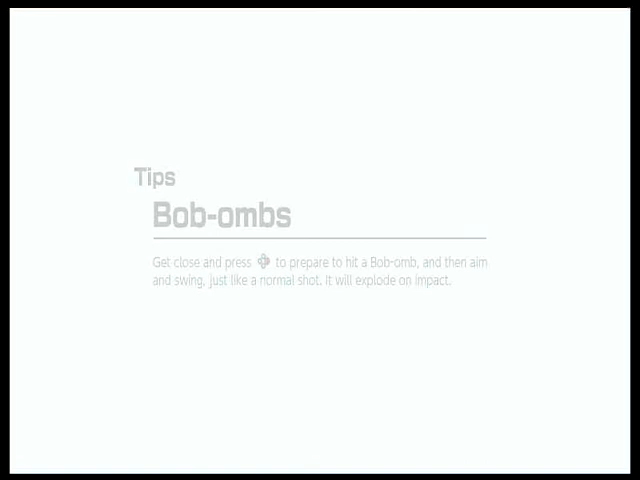 Tips
Bob-ombs
Get close and press to prepare to hit a Bob-omb, and then aim
and swing, just like a normal shot. It will explode on impact.